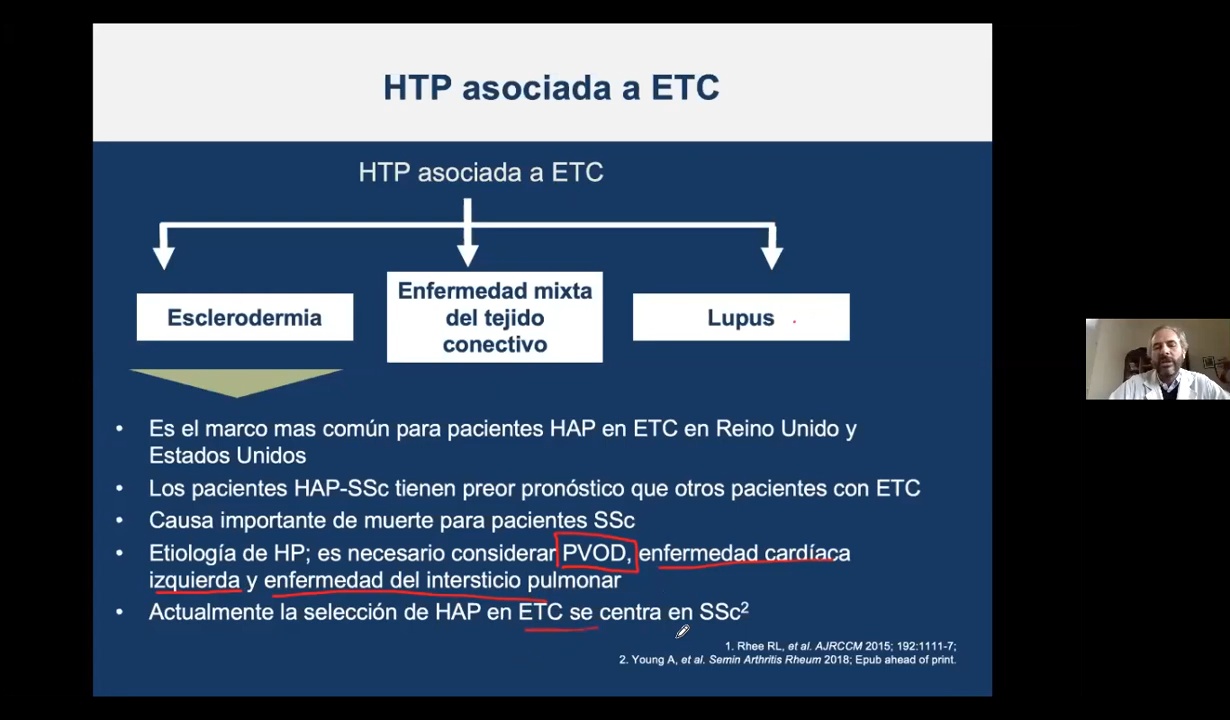 HTP asociada a ETC
HTP asociada a ETC
Esclerodermia
Enfermedad mixta
del tejido
conectivo
Lupus
• Es el marco mas común para pacientes HAP en ETC en Reino Unido y
Estados Unidos
• Los pacientes HAP-SSc tienen preor pronóstico que otros pacientes con ETC
• Causa importante de muerte para pacientes SSc
• Etiología de HP; es necesario considerar PVOD, enfermedad cardíaca
izquierda y enfermedad del intersticio pulmonar
• Actualmente la selección de HAP en ETC se centra en SSc²
1. Rhee RL, et al. AJRCCM 2015; 192:1111-7;
2. Young A, et al. Semin Arthritis Rheum 2018; Epub ahead of print.